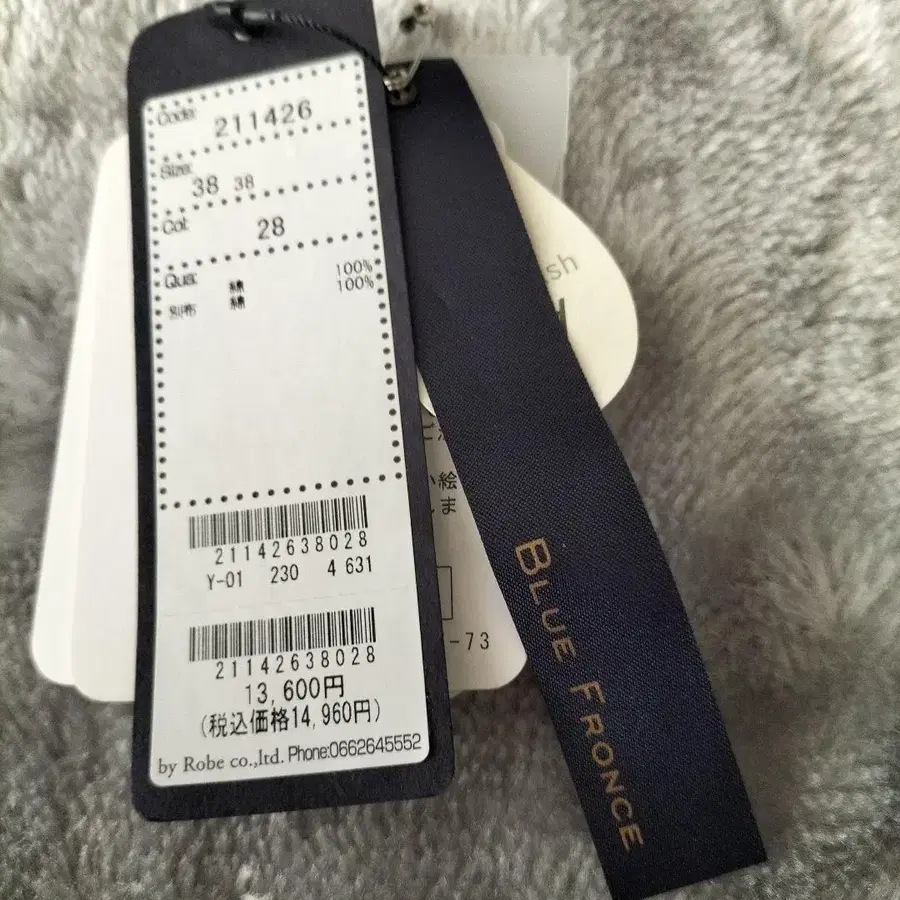 Code:
211426
Size:
38 38
Col:
28
Qua: 綿 100%
別布 綿 100%
21142638028
Y-01 230 4 631
21142638028
13,600円
(税込価格14,960円)
by Robe co.,ltd. Phone:0662645552
BLUE FRONCE
sh
絵
ま
-73